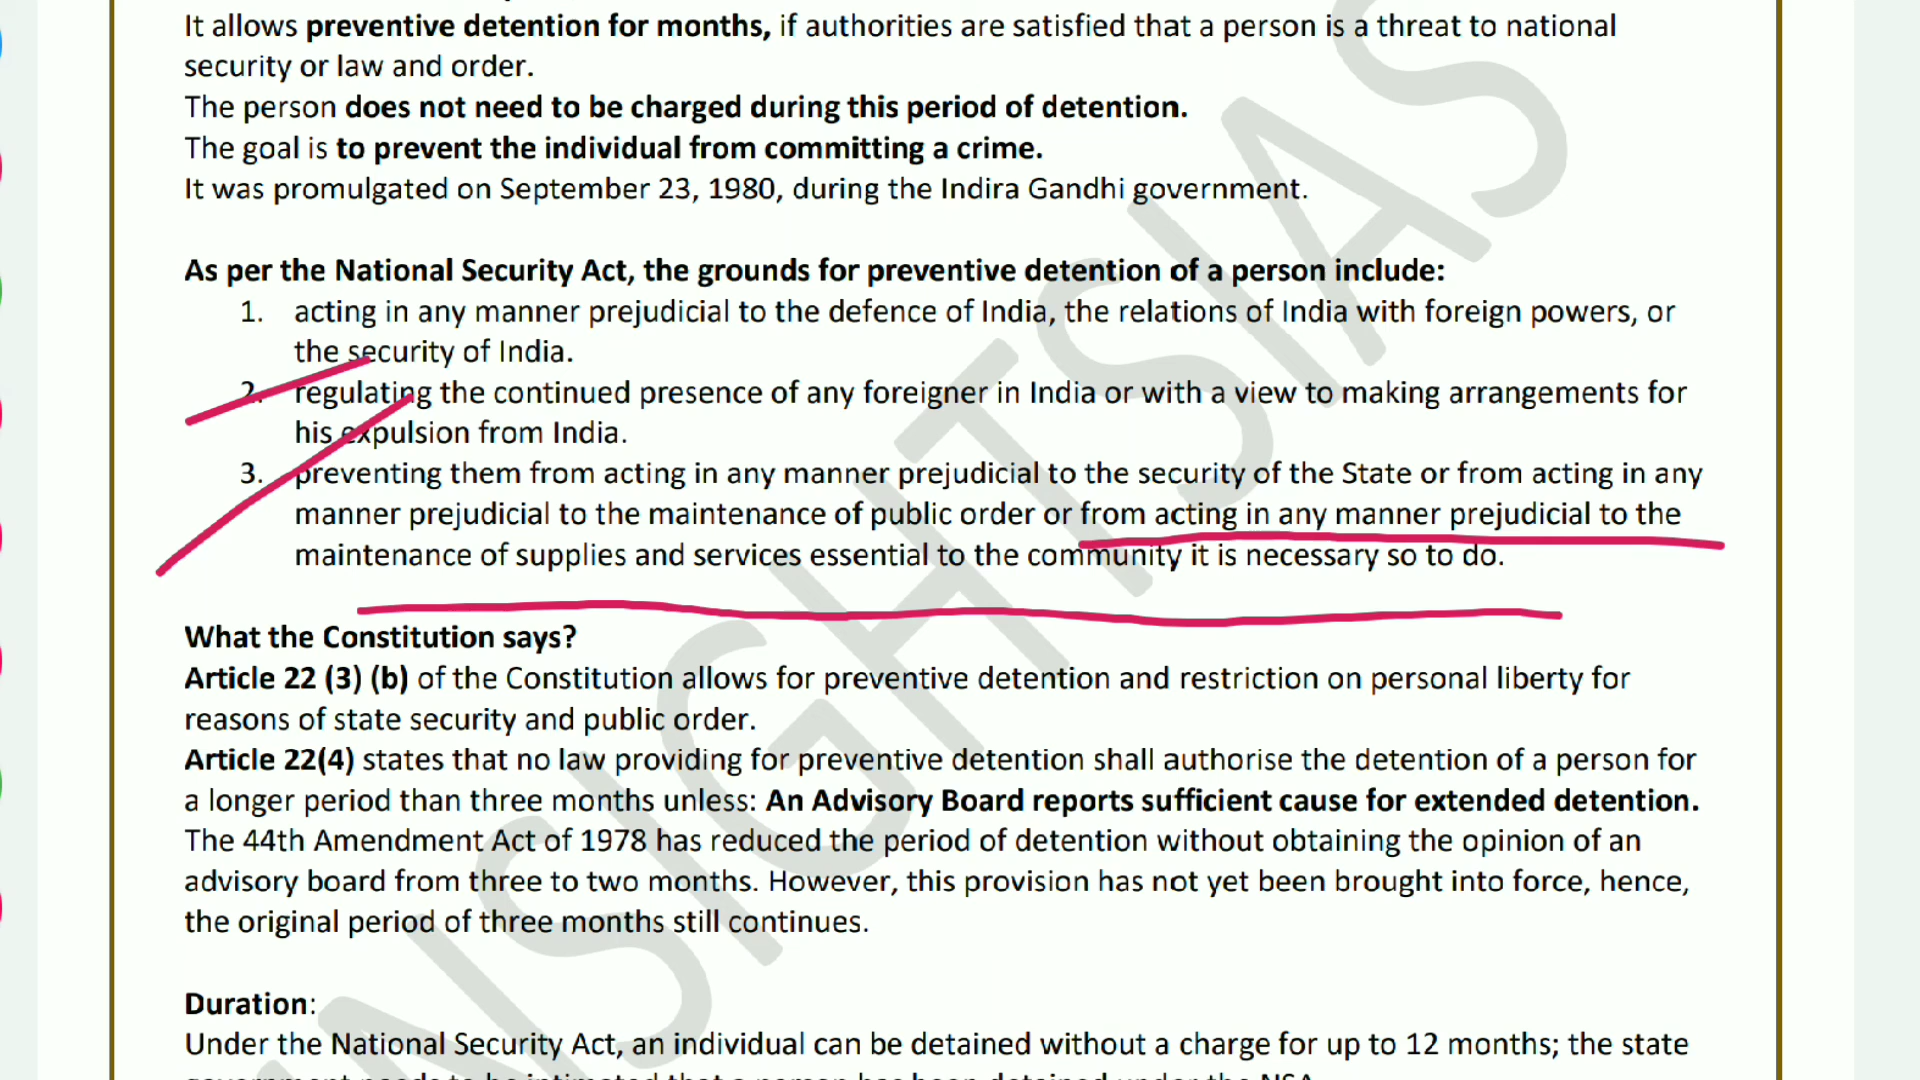 It allows preventive detention for months, if authorities are satisfied that a person is a threat to national
security or law and order.
The person does not need to be charged during this period of detention.
The goal is to prevent the individual from committing a crime.
It was promulgated on September 23, 1980, during the Indira Gandhi government.
As per the National Security Act, the grounds for preventive detention of a person include:
1. acting in any manner prejudicial to the defence of India, the relations of India with foreign powers, or
the security of India.
2. regulating the continued presence of any foreigner in India or with a view to making arrangements for
his expulsion from India.
3. preventing them from acting in any manner prejudicial to the security of the State or from acting in any
manner prejudicial to the maintenance of public order or from acting in any manner prejudicial to the
maintenance of supplies and services essential to the community it is necessary so to do.
What the Constitution says?
Article 22 (3) (b) of the Constitution allows for preventive detention and restriction on personal liberty for
reasons of state security and public order.
Article 22(4) states that no law providing for preventive detention shall authorise the detention of a person for
a longer period than three months unless: An Advisory Board reports sufficient cause for extended detention.
The 44th Amendment Act of 1978 has reduced the period of detention without obtaining the opinion of an
advisory board from three to two months. However, this provision has not yet been brought into force, hence,
the original period of three months still continues.
Duration:
Under the National Security Act, an individual can be detained without a charge for up to 12 months; the state
INSIGHTSIAS